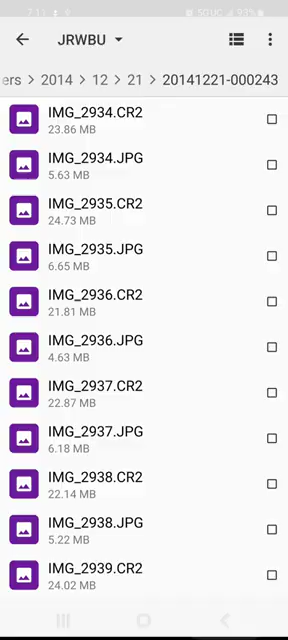 JRWBU
ers > 2014 > 12 > 21 > 20141221-000243
IMG_2934.CR2
23.86 MB
IMG_2934.JPG
5.63 MB
IMG_2935.CR2
24.73 MB
IMG_2935.JPG
6.65 MB
IMG_2936.CR2
21.81 MB
IMG_2936.JPG
4.63 MB
IMG_2937.CR2
22.87 MB
IMG_2937.JPG
6.18 MB
IMG_2938.CR2
22.14 MB
IMG_2938.JPG
5.22 MB
IMG_2939.CR2
24.02 MB